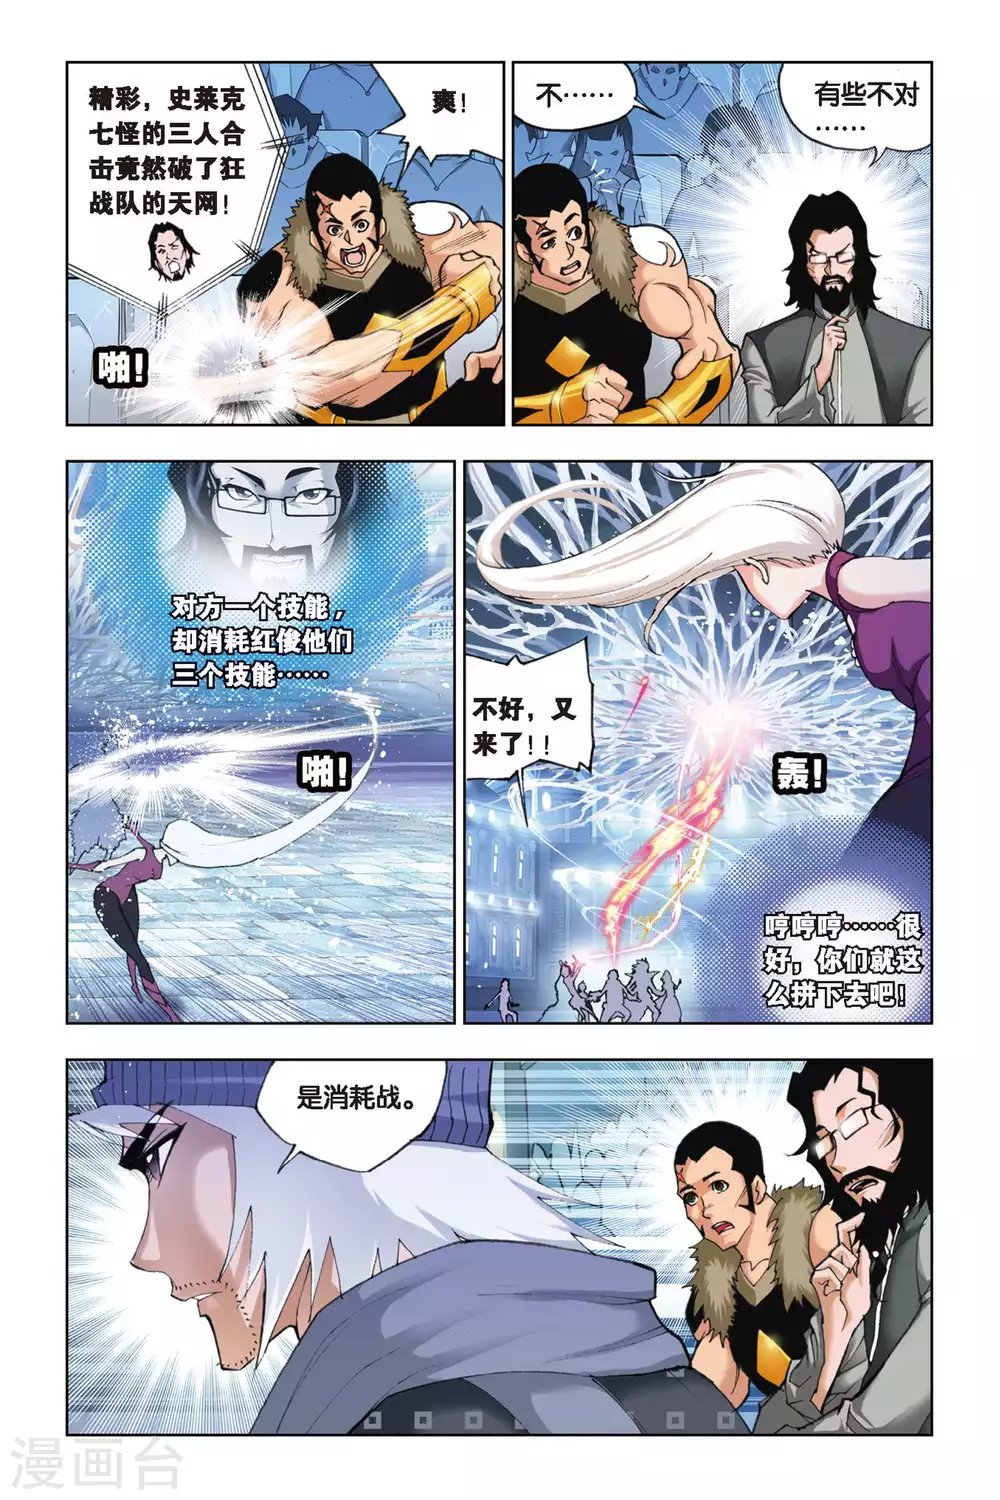 精彩，史莱克
七怪的三人合
击竟然破了狂
战队的天网！
爽！
啪！
不……
有些不对
……
对方一个技能，
却消耗红俊他们
三个技能……
啪！
不好，又
来了！！
轰！
哼哼哼……很
好，你们就这
么拼下去吧！
是消耗战。
漫画台